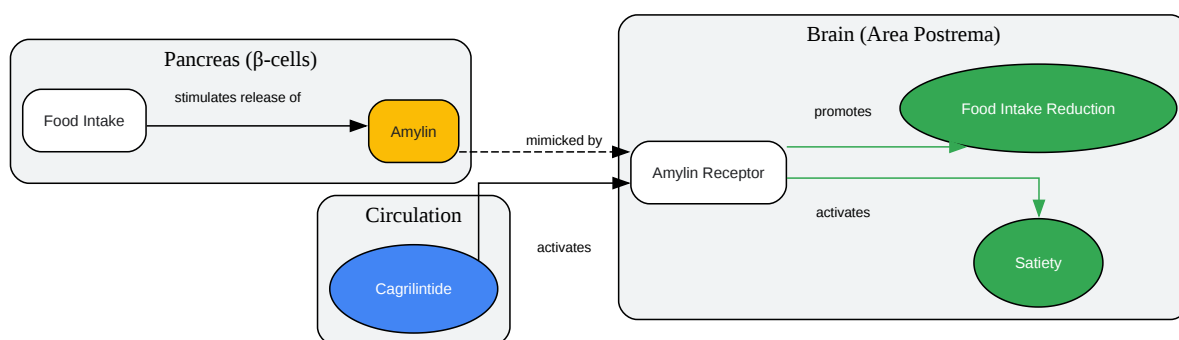 Pancreas (β-cells)
Food Intake
stimulates release of
Amylin
mimicked by
Circulation
Cagrilintide
activates
Brain (Area Postrema)
Amylin Receptor
promotes
Food Intake Reduction
activates
Satiety